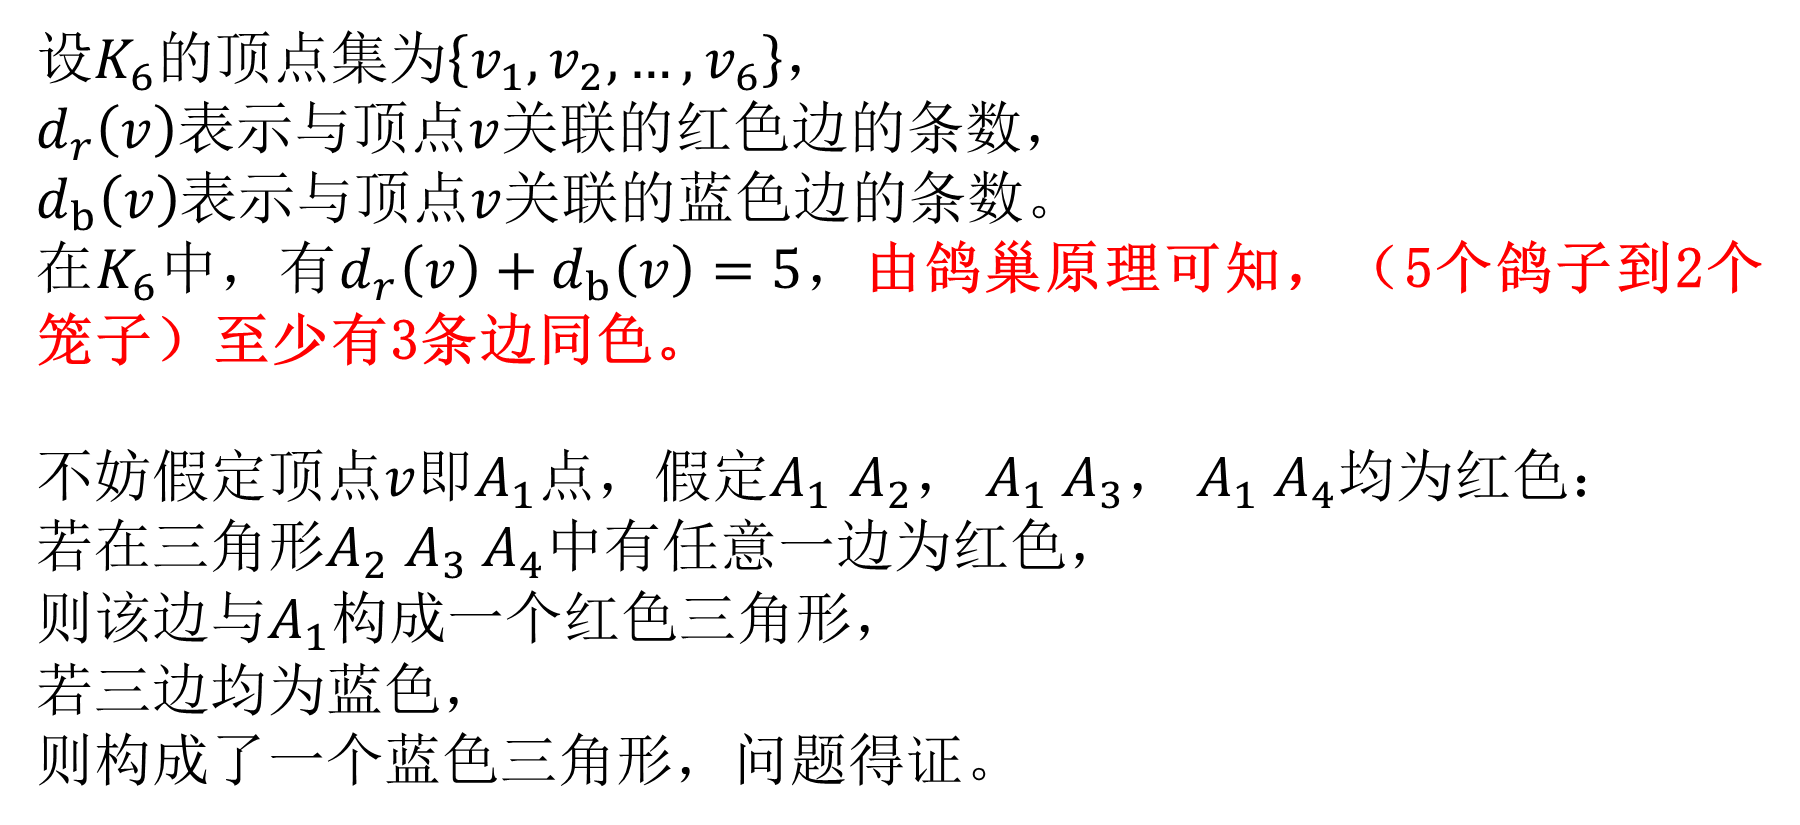 设K₆的顶点集为{v₁, v₂, … , v₆}，
dᵣ(v)表示与顶点v关联的红色边的条数，
d_b(v)表示与顶点v关联的蓝色边的条数。
在K₆中，有dᵣ(v) + d_b(v) = 5，由鸽巢原理可知，（5个鸽子到2个
笼子）至少有3条边同色。
不妨假定顶点v即A₁点，假定A₁ A₂， A₁ A₃， A₁ A₄均为红色：
若在三角形A₂ A₃ A₄中有任意一边为红色，
则该边与A₁构成一个红色三角形，
若三边均为蓝色，
则构成了一个蓝色三角形，问题得证。